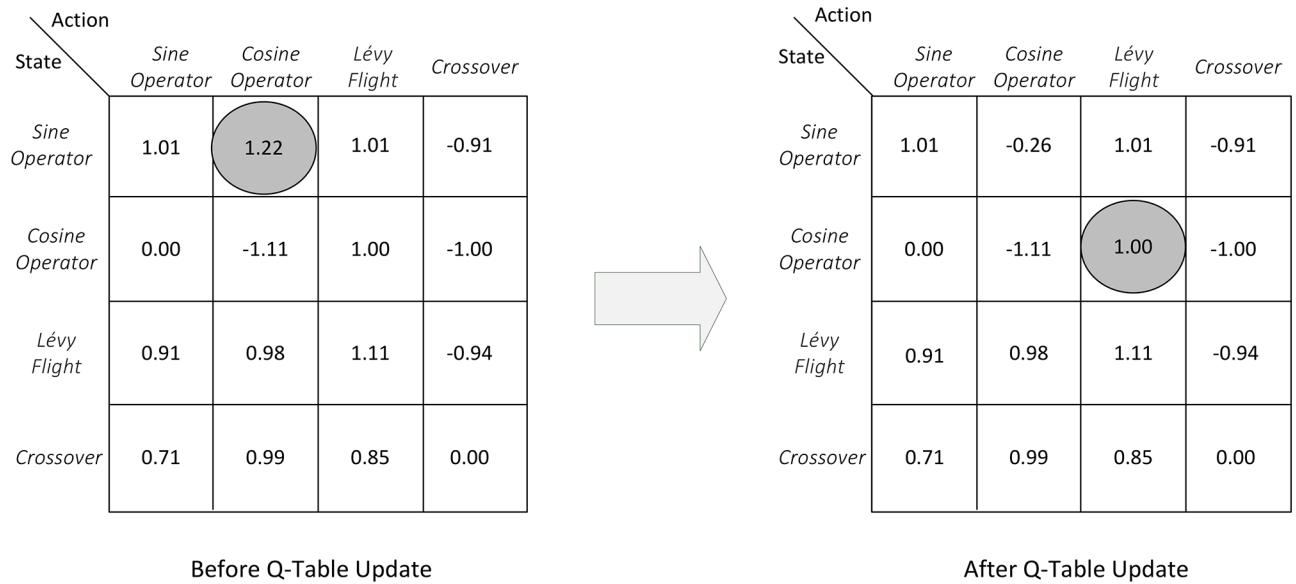 Action
State
Sine Operator
Cosine Operator
Lévy Flight
Crossover
Sine Operator
1.01 1.22 1.01 -0.91
Cosine Operator
0.00 -1.11 1.00 -1.00
Lévy Flight
0.91 0.98 1.11 -0.94
Crossover
0.71 0.99 0.85 0.00
Before Q-Table Update
Action
State
Sine Operator
Cosine Operator
Lévy Flight
Crossover
Sine Operator
1.01 -0.26 1.01 -0.91
Cosine Operator
0.00 -1.11 1.00 -1.00
Lévy Flight
0.91 0.98 1.11 -0.94
Crossover
0.71 0.99 0.85 0.00
After Q-Table Update